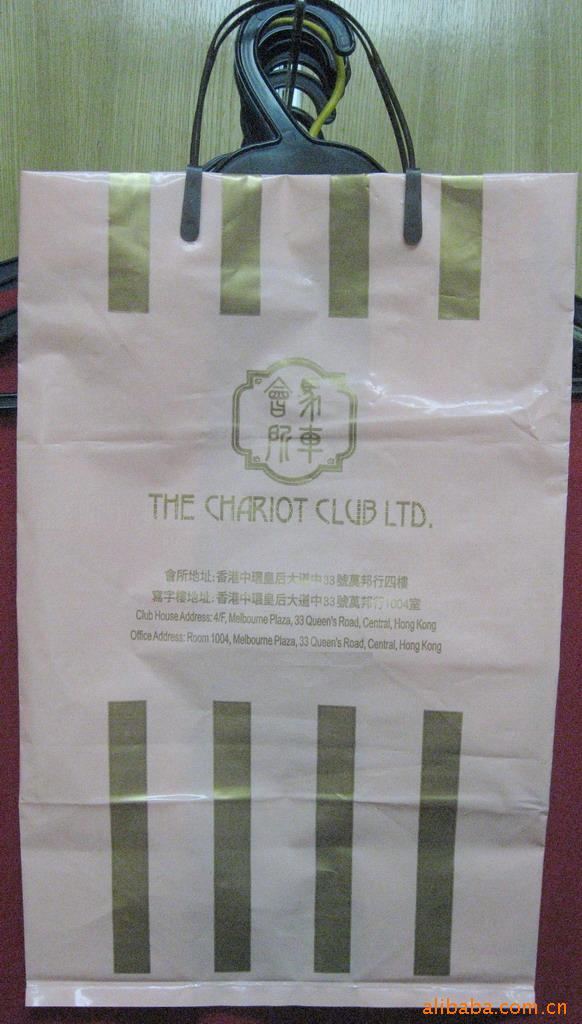 車
會所
THE CHARIOT CLUB LTD.
會所地址:香港中環皇后大道中33號萬邦行四樓
寫字樓地址:香港中環皇后大道中33號萬邦行1004室
Club House Address: 4/F, Melbourne Plaza, 33 Queen's Road, Central, Hong Kong
Office Address: Room 1004, Melbourne Plaza, 33 Queen's Road, Central, Hong Kong
alibaba.com.cn